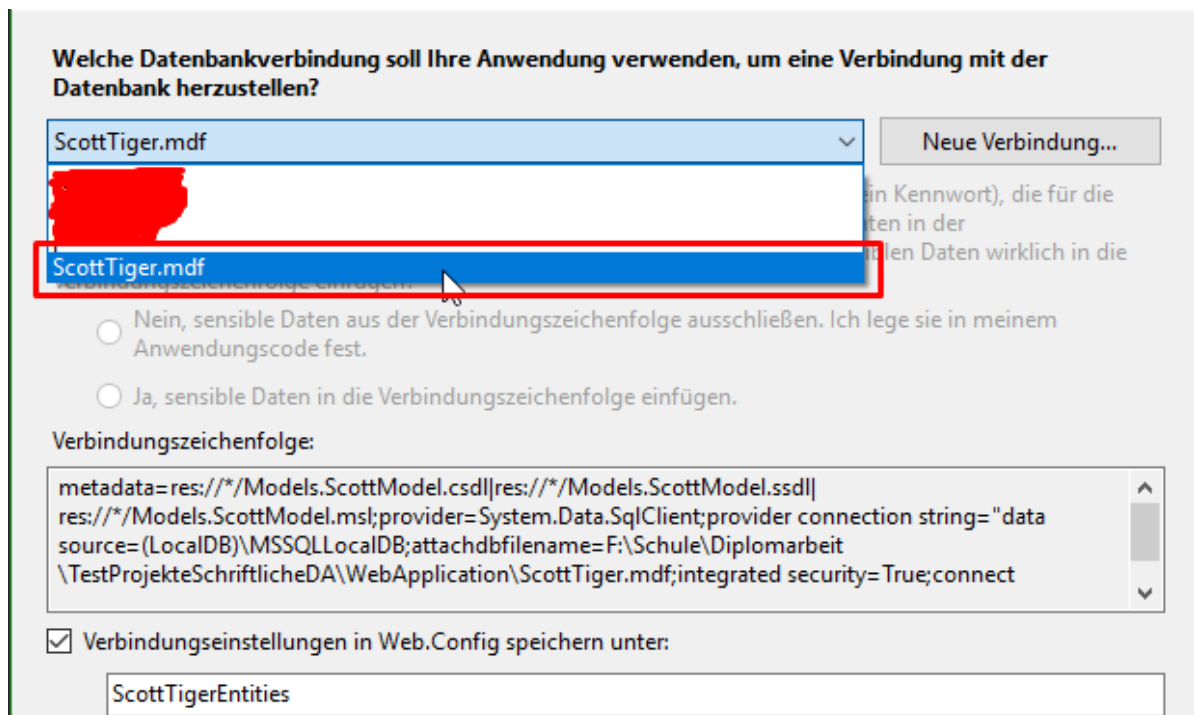 Welche Datenbankverbindung soll Ihre Anwendung verwenden, um eine Verbindung mit der
Datenbank herzustellen?
ScottTiger.mdf
Neue Verbindung...
ein Kennwort), die für die
ten in der
ScottTiger.mdf
iblen Daten wirklich in die
Verbindungszeichenfolge einfügen?
Nein, sensible Daten aus der Verbindungszeichenfolge ausschließen. Ich lege sie in meinem
Anwendungscode fest.
Ja, sensible Daten in die Verbindungszeichenfolge einfügen.
Verbindungszeichenfolge:
metadata=res://*/Models.ScottModel.csdl|res://*/Models.ScottModel.ssdl|
res://*/Models.ScottModel.msl;provider=System.Data.SqlClient;provider connection string="data
source=(LocalDB)\MSSQLLocalDB;attachdbfilename=F:\Schule\Diplomarbeit
\TestProjekteSchriftlicheDA\WebApplication\ScottTiger.mdf;integrated security=True;connect
Verbindungseinstellungen in Web.Config speichern unter:
ScottTigerEntities